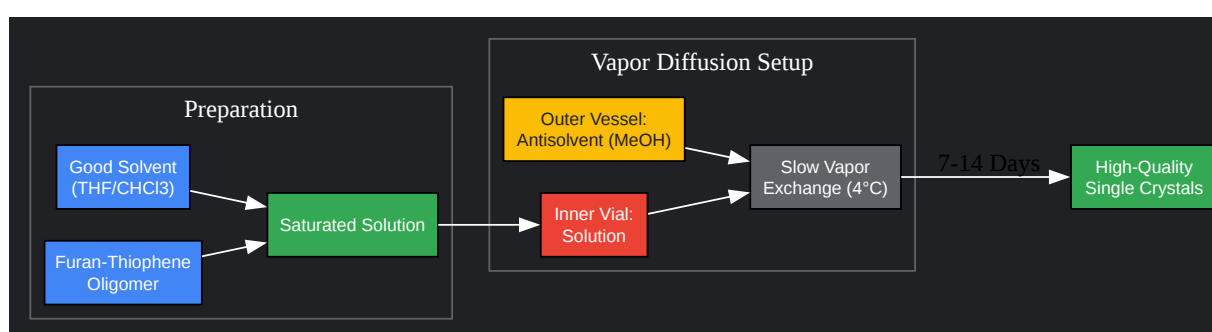 Preparation
Good Solvent
(THF/CHCl3)
Furan-Thiophene
Oligomer
Saturated Solution
Vapor Diffusion Setup
Outer Vessel:
Antisolvent (MeOH)
Inner Vial:
Solution
Slow Vapor
Exchange (4°C)
7-14 Days
High-Quality
Single Crystals